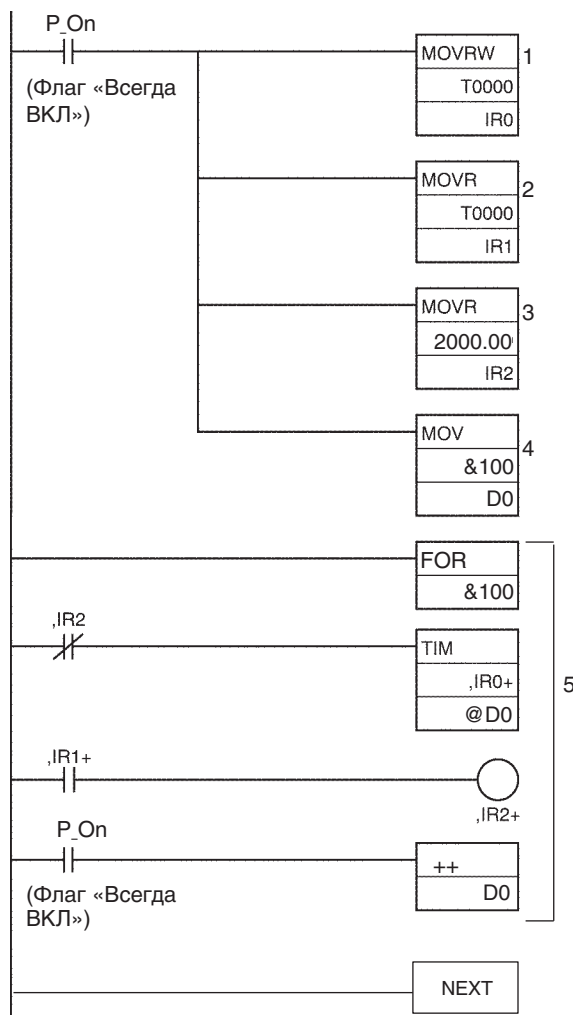 P_On
(Флаг «Всегда
ВКЛ»)
MOVRW
T0000
IR0
1
MOVR
T0000
IR1
2
MOVR
2000.00
IR2
3
MOV
&100
D0
4
FOR
&100
,IR2
TIM
,IR0+
@D0
5
,IR1+
,IR2+
P_On
(Флаг «Всегда
ВКЛ»)
++
D0
NEXT